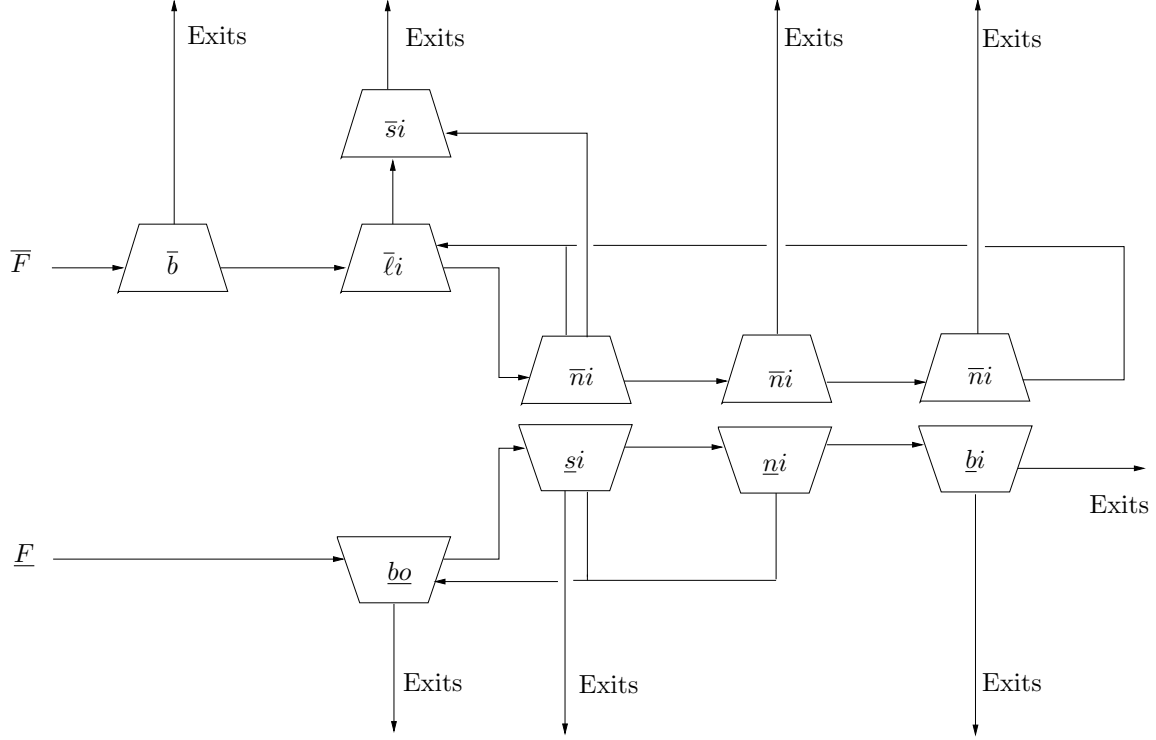 Exits Exits Exits Exits
s̅i
F̅ b̅ ℓ̅i
n̅i n̅i n̅i
s̲i n̲i b̲i
Exits
F̲ b̲o̲
Exits Exits Exits